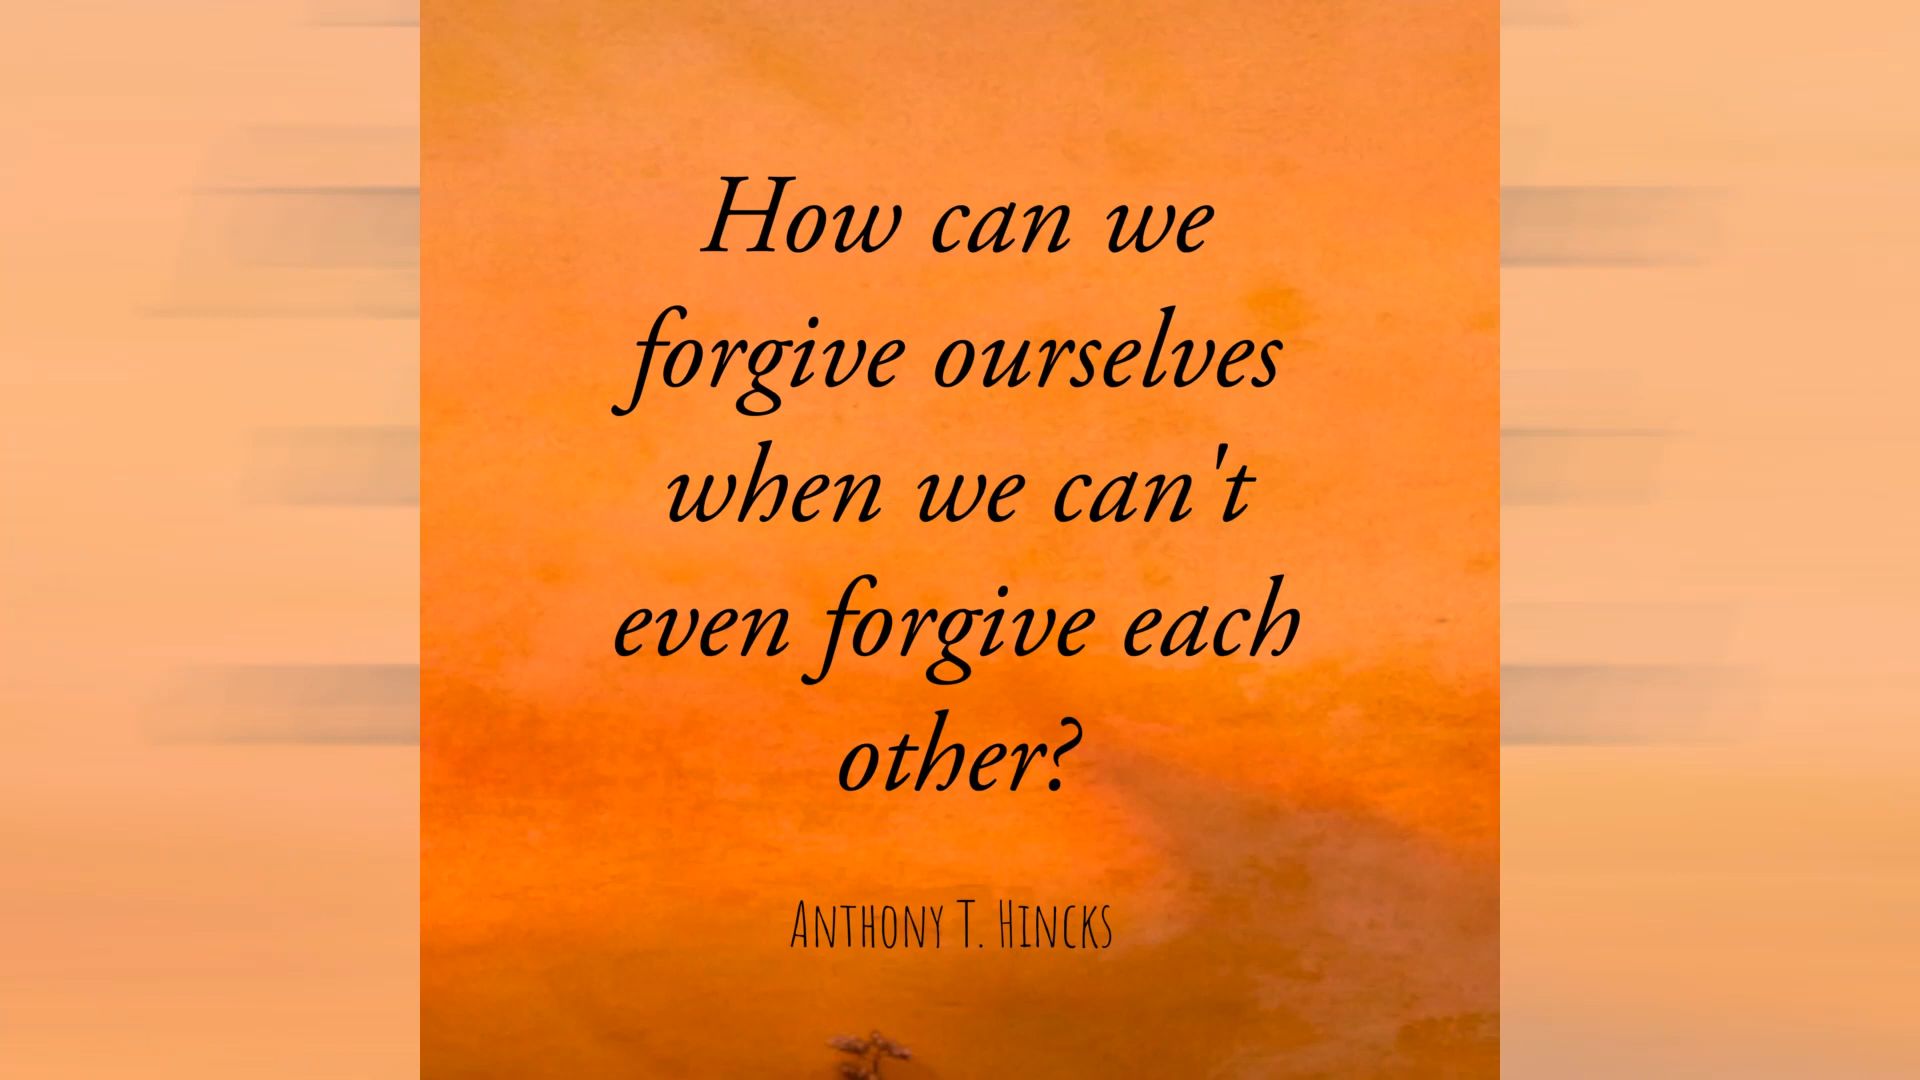 How can we
forgive ourselves
when we can't
even forgive each
other?
Anthony T. Hincks